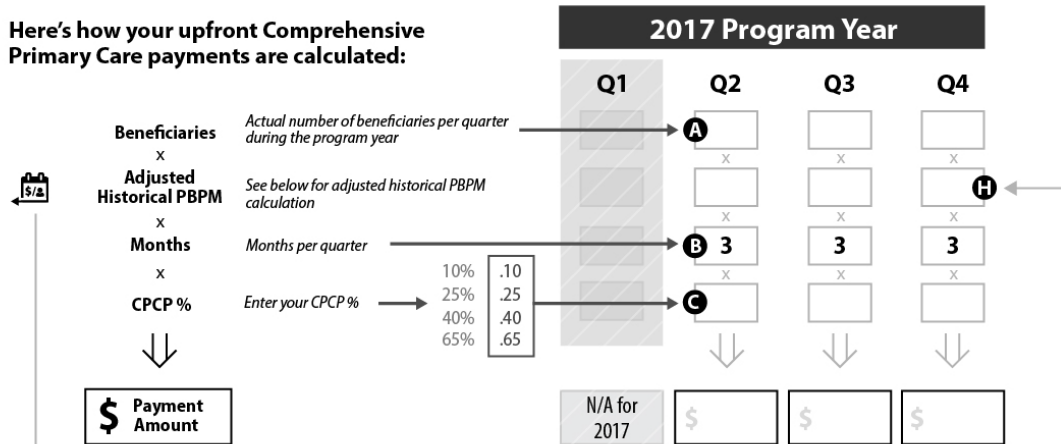 Here's how your upfront Comprehensive
Primary Care payments are calculated:
2017 Program Year
Q1 Q2 Q3 Q4
Beneficiaries
Actual number of beneficiaries per quarter
during the program year
A
x
x x x
$/
Adjusted
Historical PBPM
See below for adjusted historical PBPM
calculation
H
x
x x x
Months
Months per quarter
B 3 3 3
x
x x x
CPCP %
Enter your CPCP %
10% .10
25% .25
40% .40
65% .65
C
$ Payment
Amount
N/A for
2017
$ $ $